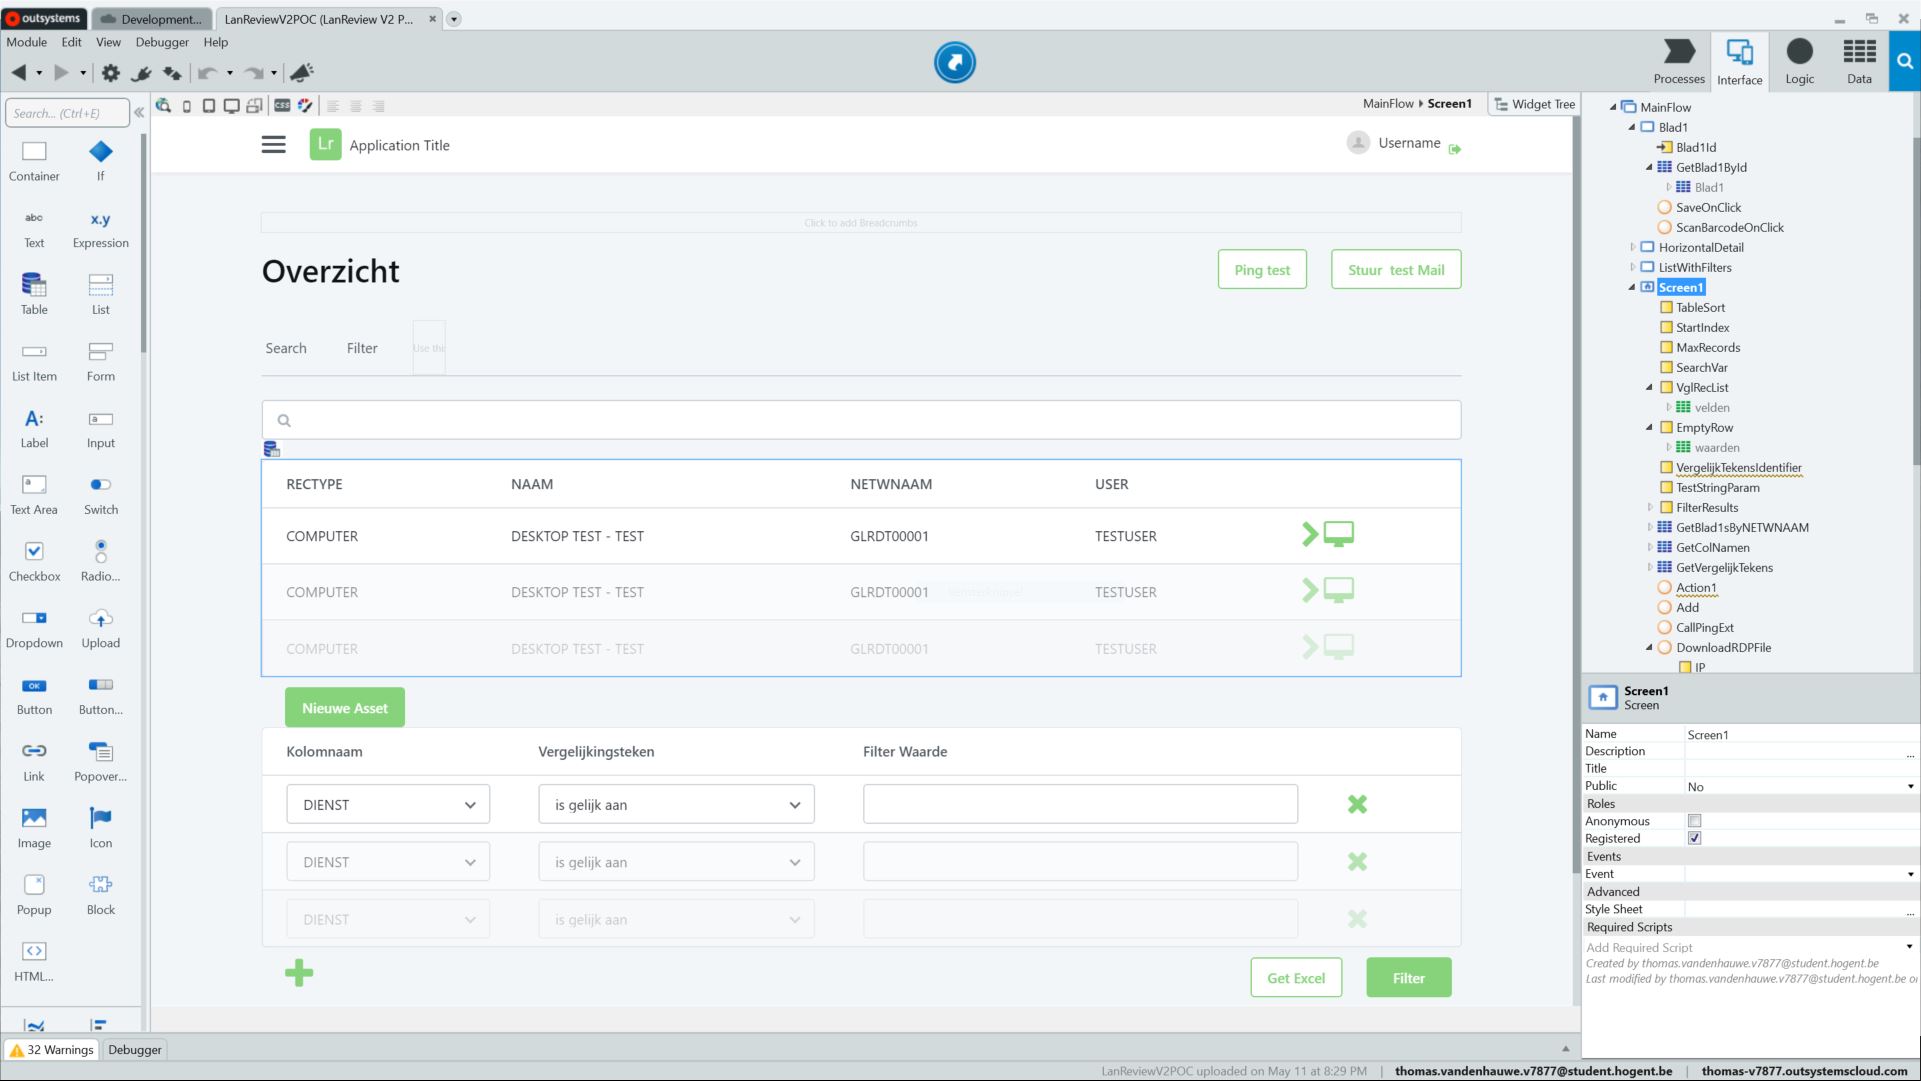 outsystems
Development...
LanReviewV2POC (LanReview V2 P...
Module Edit View Debugger Help
Processes Interface Logic Data
Search... (Ctrl+E)
CSS
MainFlow Screen1
Widget Tree
Container If
Text Expression
Table List
List Item Form
Label Input
Text Area Switch
Checkbox Radio...
Dropdown Upload
Button Button...
Link Popover...
Image Icon
Popup Block
HTML...
Lr Application Title
Username
Click to add Breadcrumbs
Overzicht
Ping test
Stuur test Mail
Search Filter
RECTYPE NAAM NETWNAAM USER
COMPUTER DESKTOP TEST - TEST GLRDT00001 TESTUSER
COMPUTER DESKTOP TEST - TEST GLRDT00001 TESTUSER
COMPUTER DESKTOP TEST - TEST GLRDT00001 TESTUSER
Nieuwe Asset
Kolomnaam Vergelijkingsteken Filter Waarde
DIENST is gelijk aan
DIENST is gelijk aan
DIENST is gelijk aan
Get Excel Filter
MainFlow
Blad1
Blad1Id
GetBlad1ById
Blad1
SaveOnClick
ScanBarcodeOnClick
HorizontalDetail
ListWithFilters
Screen1
TableSort
StartIndex
MaxRecords
SearchVar
VglRecList
velden
EmptyRow
waarden
VergelijkTekensIdentifier
TestStringParam
FilterResults
GetBlad1sByNETWNAAM
GetColNamen
GetVergelijkTekens
Action1
Add
CallPingExt
DownloadRDPFile
IP
Screen1
Screen
Name Screen1
Description ...
Title
Public No
Roles
Anonymous
Registered
Events
Event
Advanced
Style Sheet ...
Required Scripts
Add Required Script
Created by thomas.vandenhauwe.v7877@student.hogent.be
Last modified by thomas.vandenhauwe.v7877@student.hogent.be
32 Warnings Debugger
LanReviewV2POC uploaded on May 11 at 8:29 PM | thomas.vandenhauwe.v7877@student.hogent.be | thomas-v7877.outsystemscloud.com